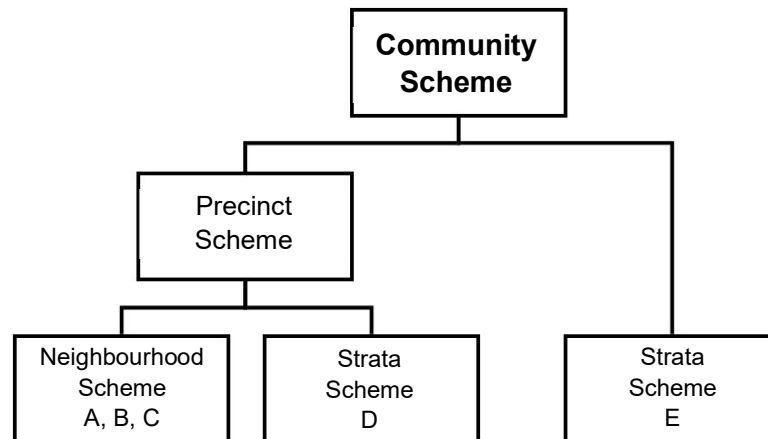 Community
Scheme
Precinct
Scheme
Neighbourhood
Scheme
A, B, C
Strata
Scheme
D
Strata
Scheme
E